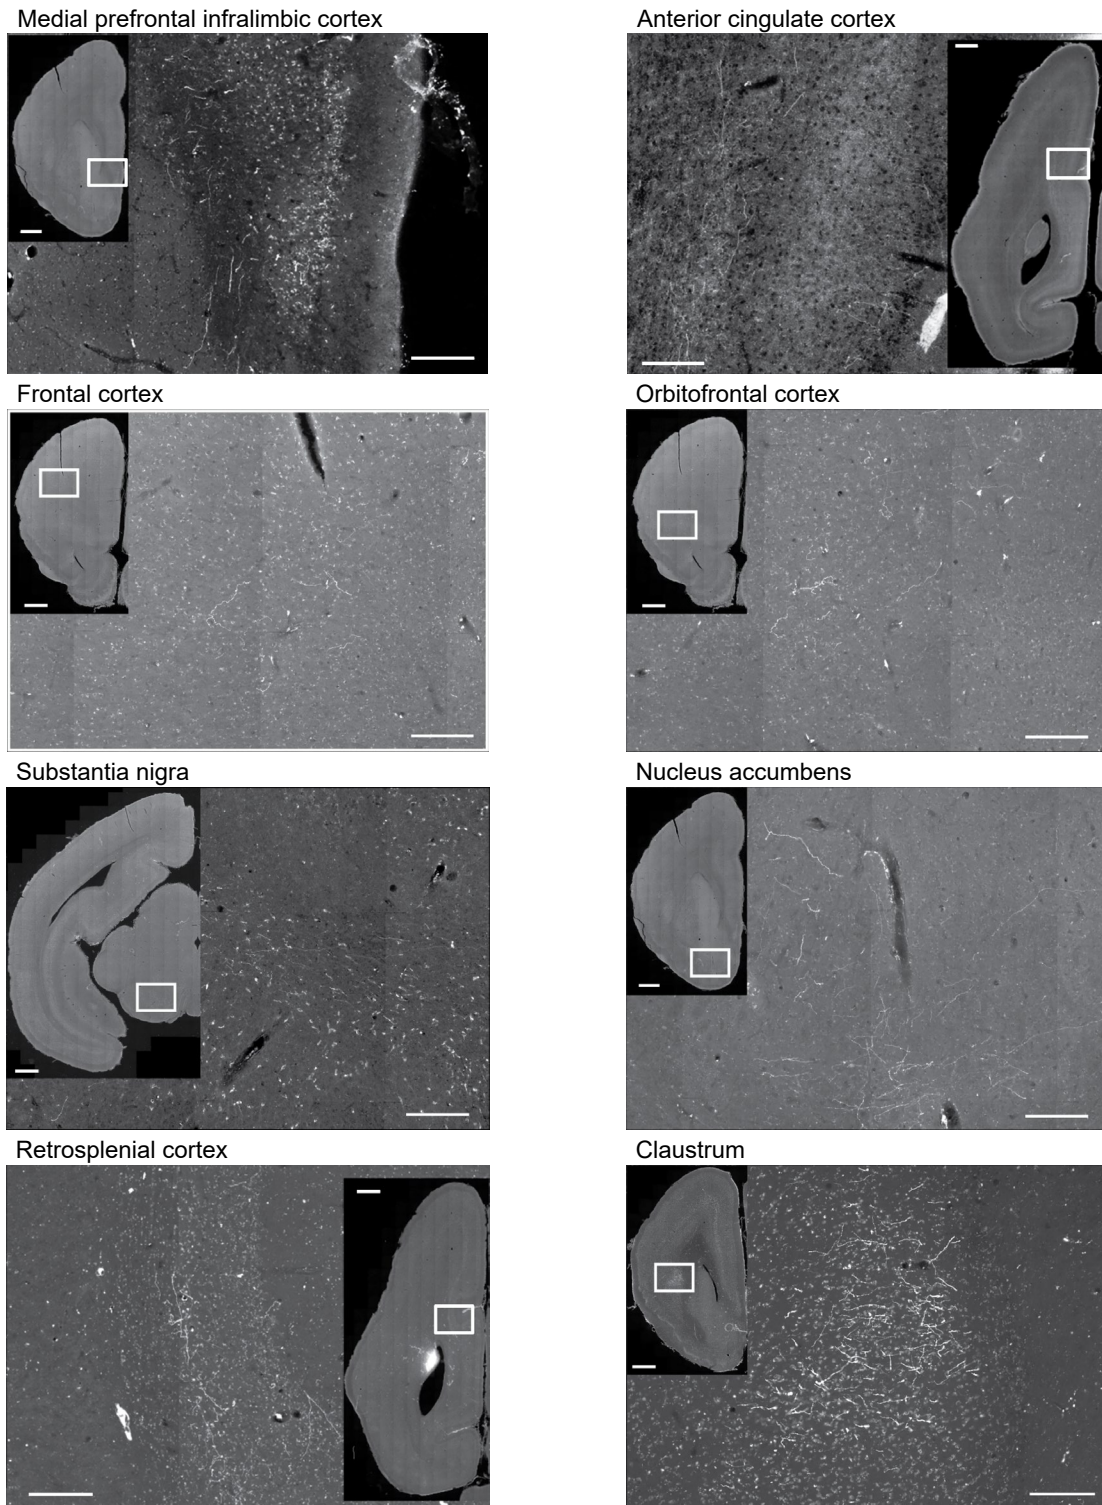 Medial prefrontal infralimbic cortex
Anterior cingulate cortex
Frontal cortex
Orbitofrontal cortex
Substantia nigra
Nucleus accumbens
Retrosplenial cortex
Claustrum